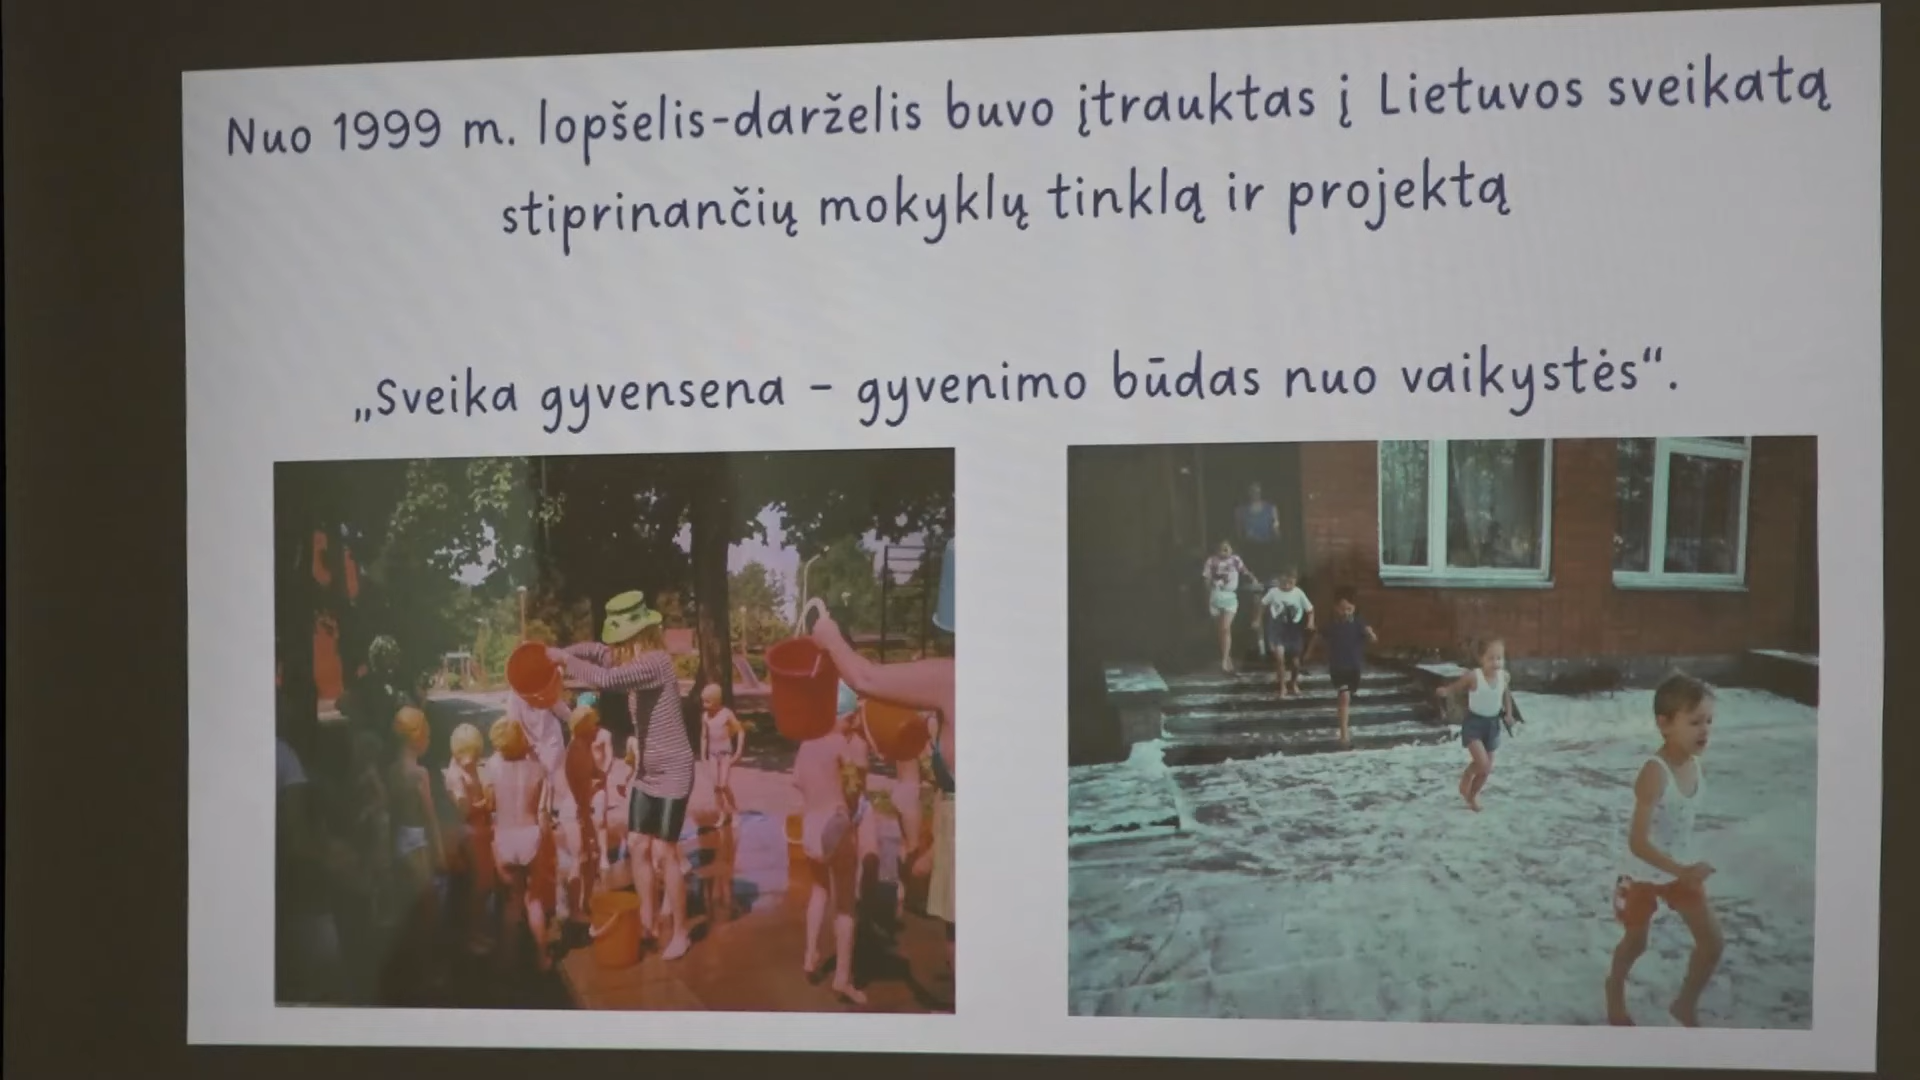 Nuo 1999 m. lopšelis-darželis buvo įtrauktas į Lietuvos sveikatą
stiprinančių mokyklų tinklą ir projektą
„Sveika gyvensena – gyvenimo būdas nuo vaikystės“.